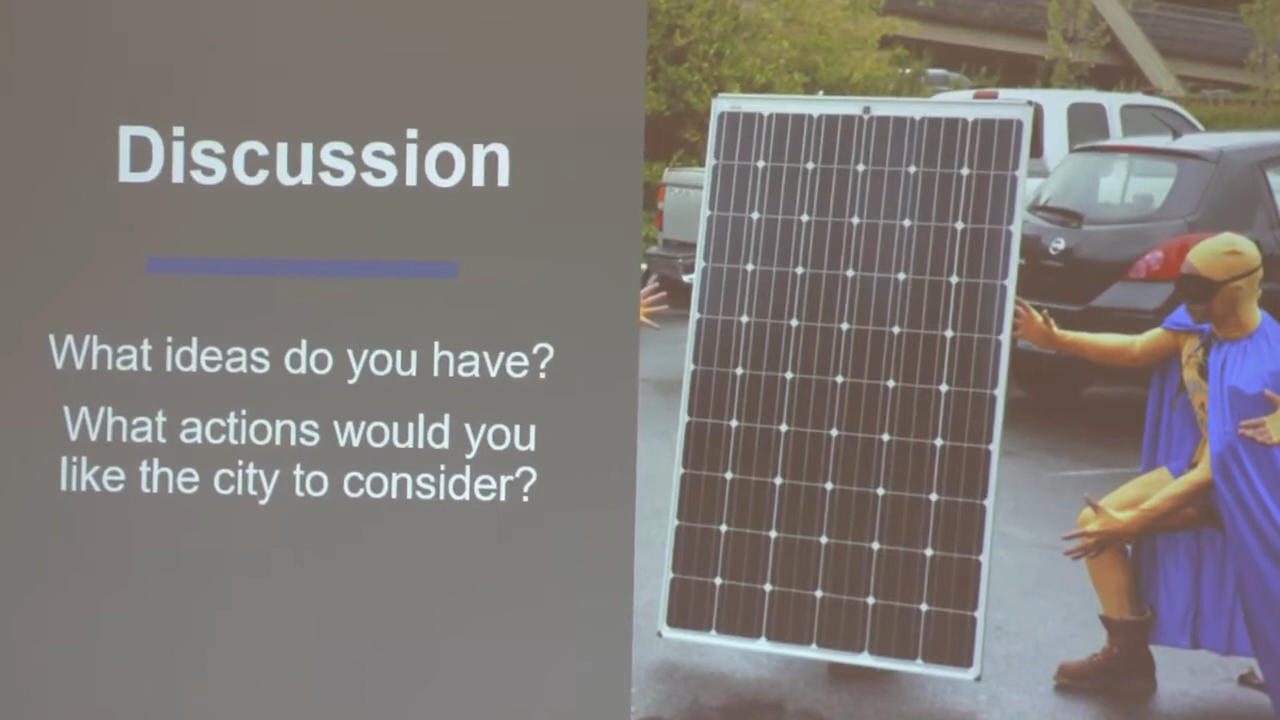 Discussion
What ideas do you have?
What actions would you
like the city to consider?